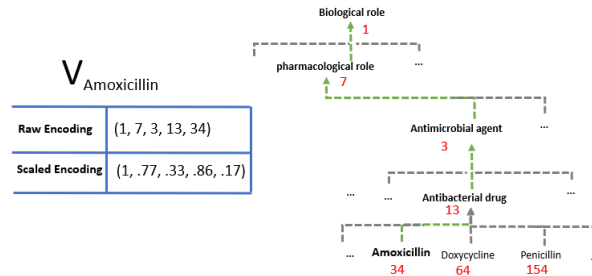 V Amoxicillin
Raw Encoding (1, 7, 3, 13, 34)
Scaled Encoding (1, .77, .33, .86, .17)
Biological role
1
...
pharmacological role
7
...
Antimicrobial agent
3
... ... ...
Antibacterial drug
13
... Amoxicillin Doxycycline Penicillin ...
34 64 154